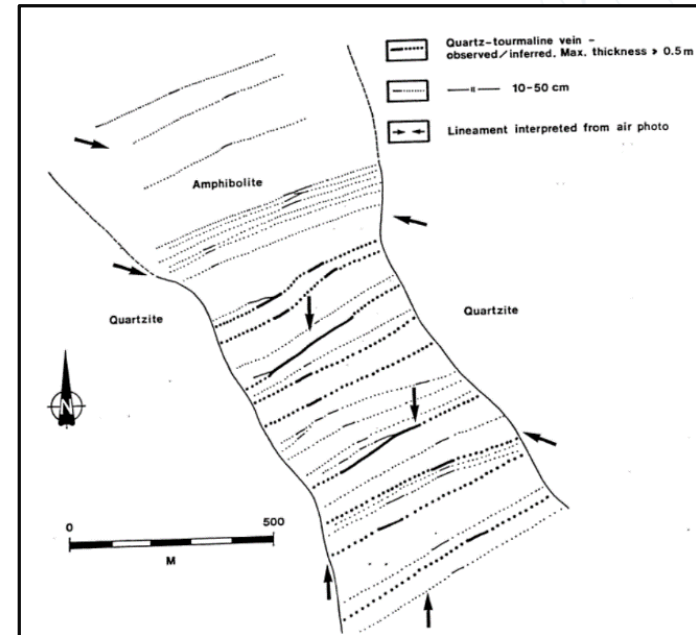 Quartz-tourmaline vein -
observed/inferred. Max. thickness > 0.5 m
—"— 10-50 cm
Lineament interpreted from air photo
Amphibolite
Quartzite
Quartzite
N
0 500
M